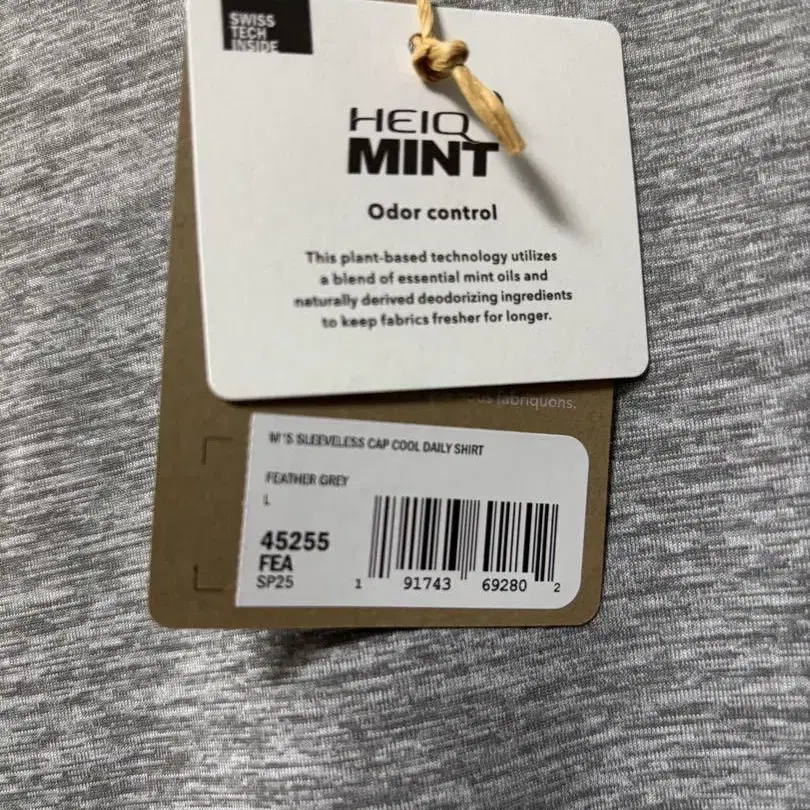 SWISS
TECH
INSIDE
HEIQ
MINT
Odor control
This plant-based technology utilizes
a blend of essential mint oils and
naturally derived deodorizing ingredients
to keep fabrics fresher for longer.
fabriquons.
W'S SLEEVELESS CAP COOL DAILY SHIRT
FEATHER GREY
L
45255
FEA
SP25
1 91743 69280 2